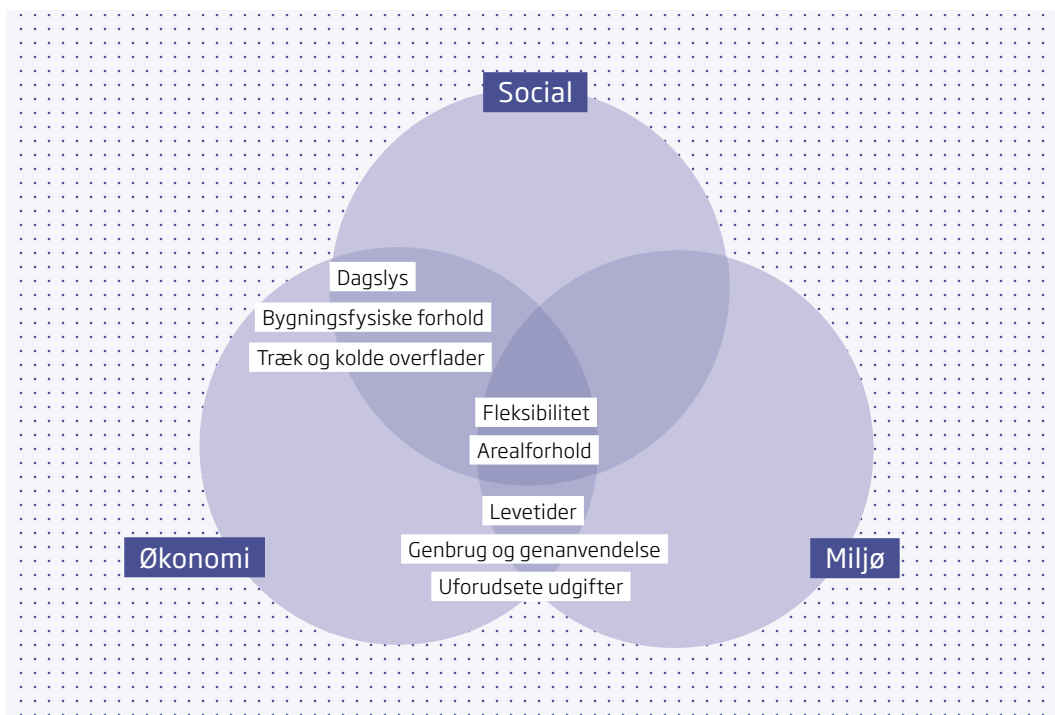 Social
Dagslys
Bygningsfysiske forhold
Træk og kolde overflader
Fleksibilitet
Arealforhold
Levetider
Genbrug og genanvendelse
Uforudsete udgifter
Økonomi
Miljø